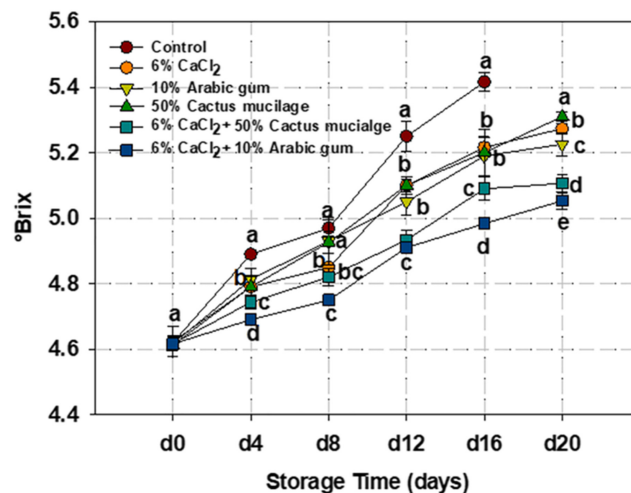 5.6
5.4
5.2
5.0
4.8
4.6
4.4
°Brix
Control
6% CaCl₂
10% Arabic gum
50% Cactus mucilage
6% CaCl₂+ 50% Cactus mucialge
6% CaCl₂+ 10% Arabic gum
a
a
b
c
d
a
a
b
bc
c
a
b
b
c
a
b
b
c
d
a
b
c
d
e
d0
d4
d8
d12
d16
d20
Storage Time (days)